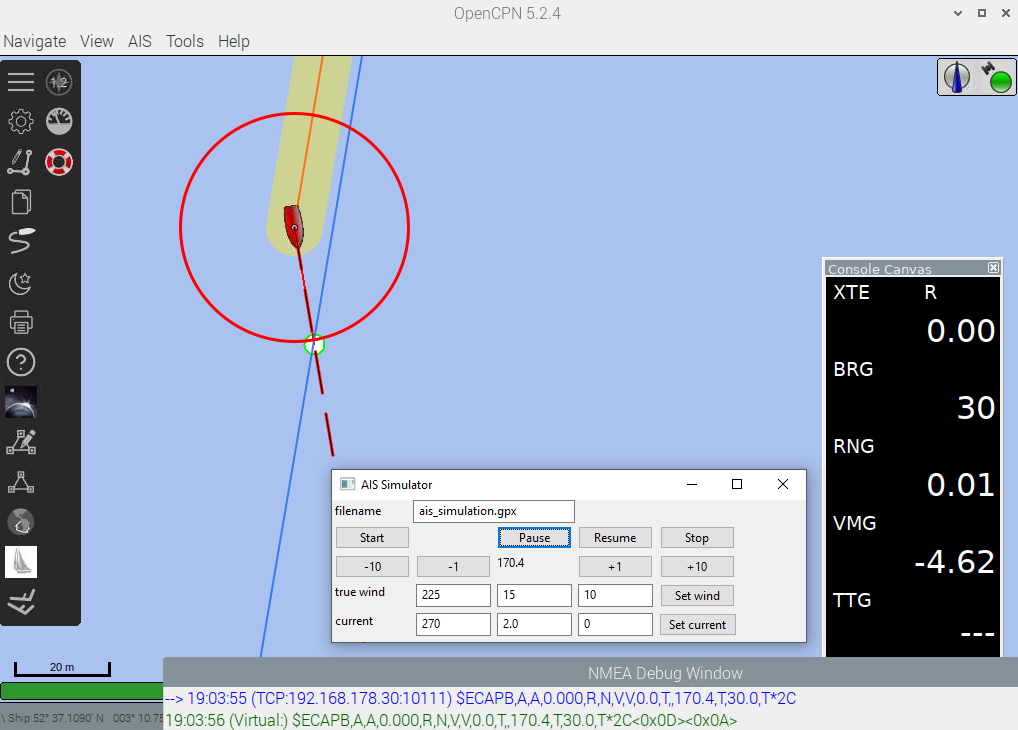 OpenCPN 5.2.4
Navigate View AIS Tools Help
12
Console Canvas
XTE R
0.00
BRG
30
RNG
0.01
VMG
-4.62
TTG
---
AIS Simulator
filename ais_simulation.gpx
Start Pause Resume Stop
-10 -1 170.4 +1 +10
true wind 225 15 10 Set wind
current 270 2.0 0 Set current
20 m
NMEA Debug Window
--> 19:03:55 (TCP:192.168.178.30:10111) $ECAPB,A,A,0.000,R,N,V,V,0.0,T,,170.4,T,30.0,T*2C
\ Ship 52° 37.1090' N 003° 10.75
19:03:56 (Virtual:) $ECAPB,A,A,0.000,R,N,V,V,0.0,T,,170.4,T,30.0,T*2C<0x0D><0x0A>